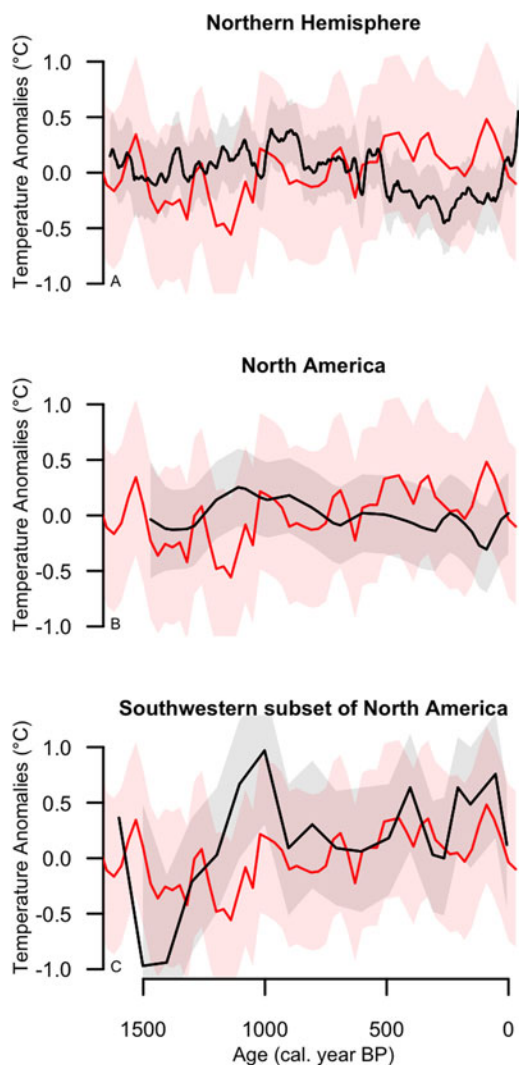 Northern Hemisphere
Temperature Anomalies (°C)
1.0
0.5
0.0
-0.5
-1.0
A
North America
Temperature Anomalies (°C)
1.0
0.5
0.0
-0.5
-1.0
B
Southwestern subset of North America
Temperature Anomalies (°C)
1.0
0.5
0.0
-0.5
-1.0
C
1500 1000 500 0
Age (cal. year BP)